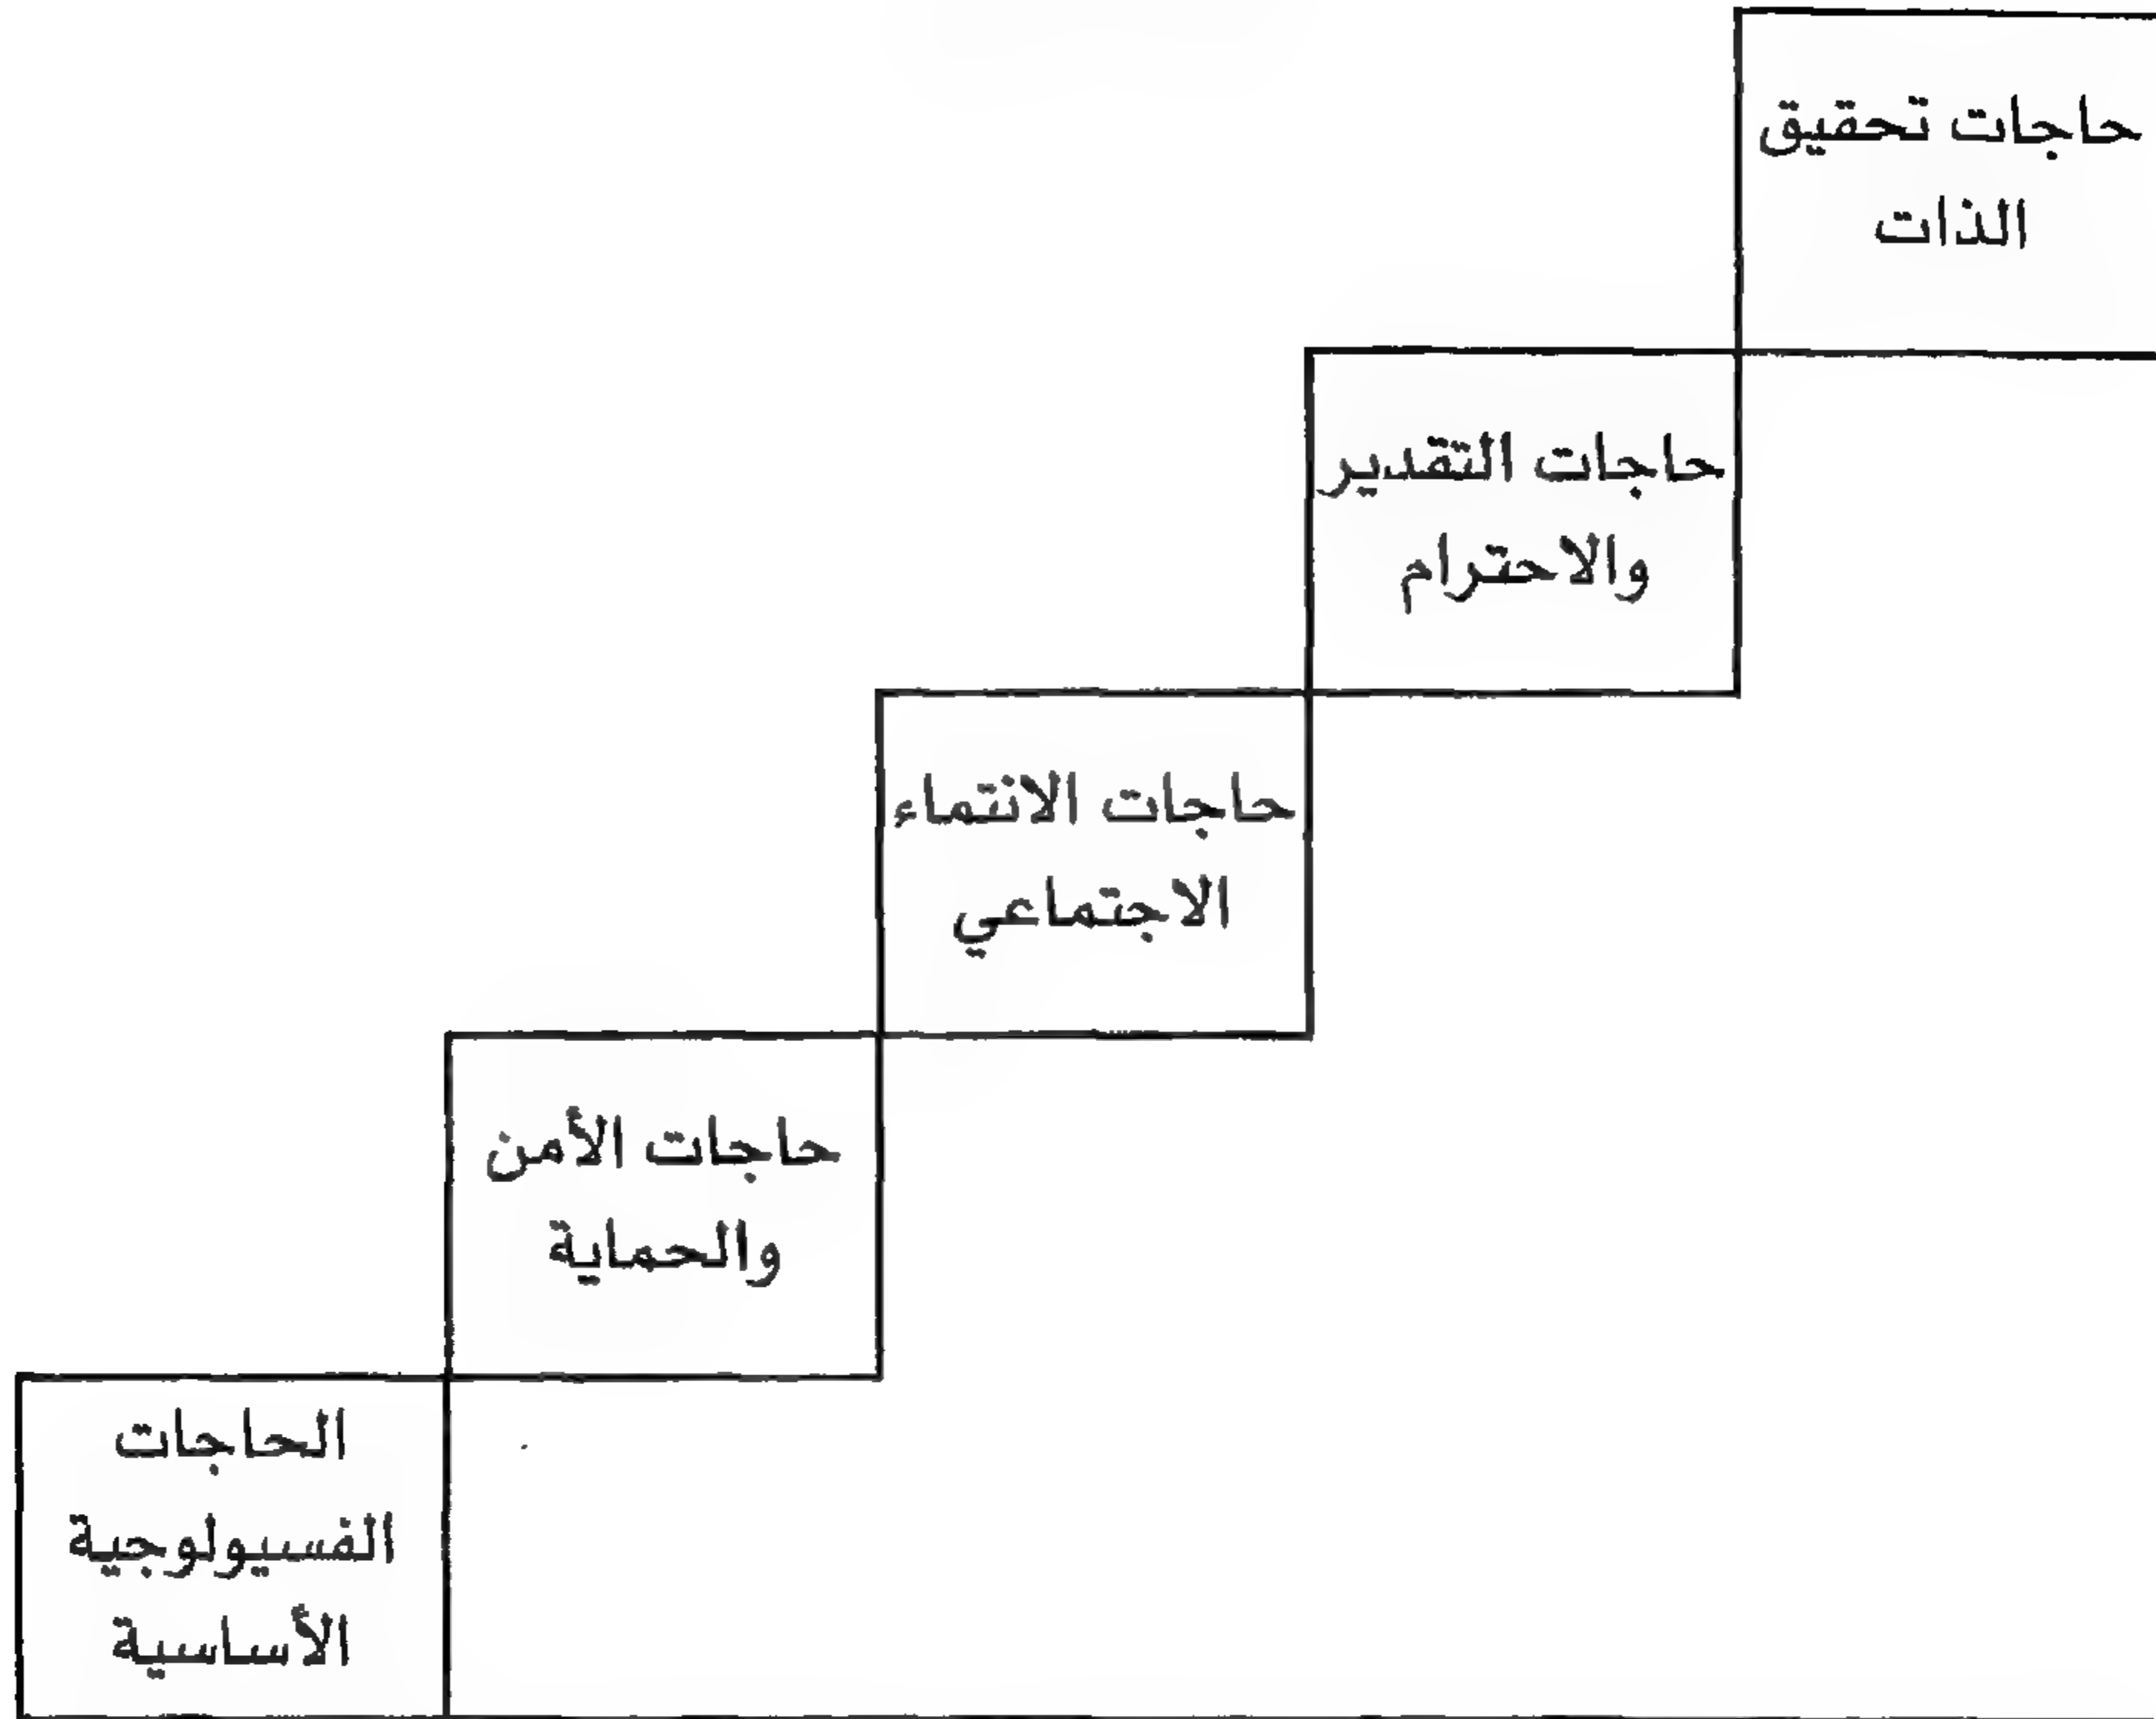 حاجات تحقيق
الذات
حاجات التقدير
والاحترام
حاجات الانتماء
الاجتماعي
حاجات الأمن
والحماية
الحاجات
الفسيولوجية
الأساسية